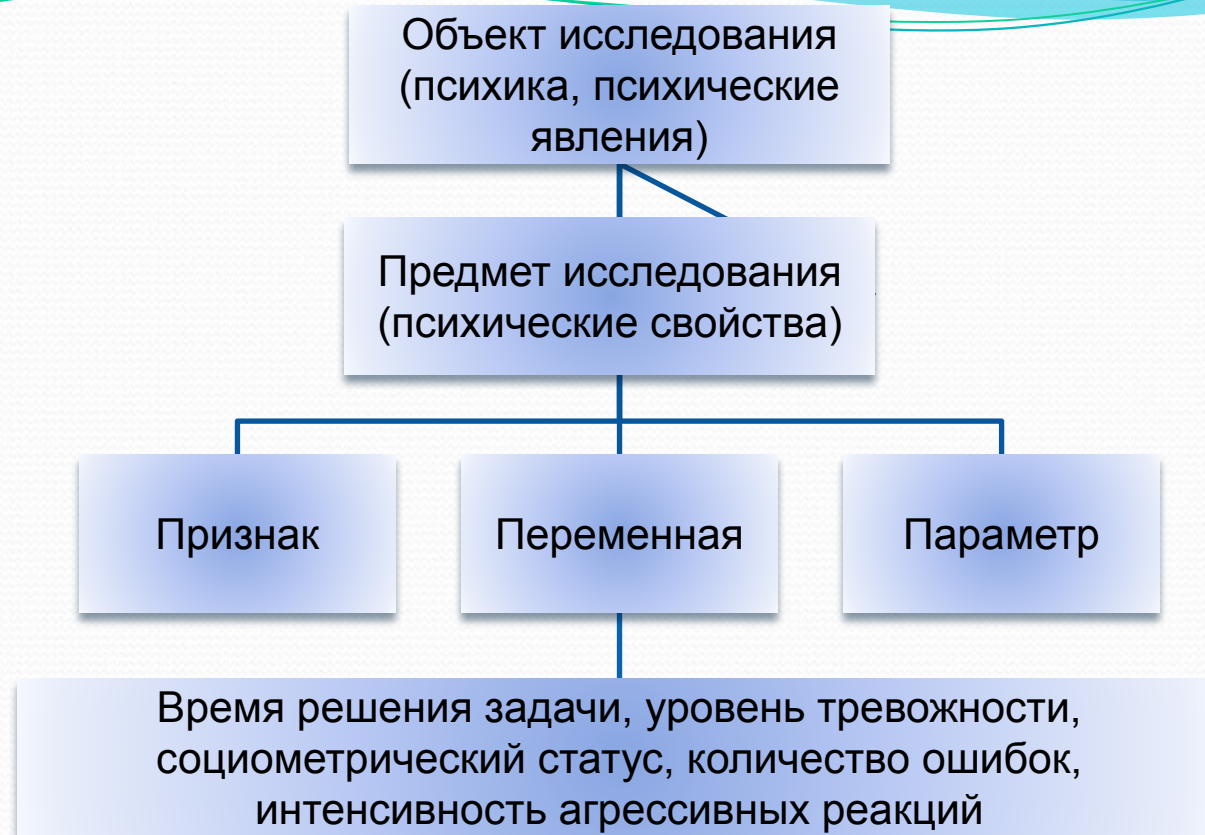 Объект исследования
(психика, психические
явления)
Предмет исследования
(психические свойства)
Признак
Переменная
Параметр
Время решения задачи, уровень тревожности,
социометрический статус, количество ошибок,
интенсивность агрессивных реакций